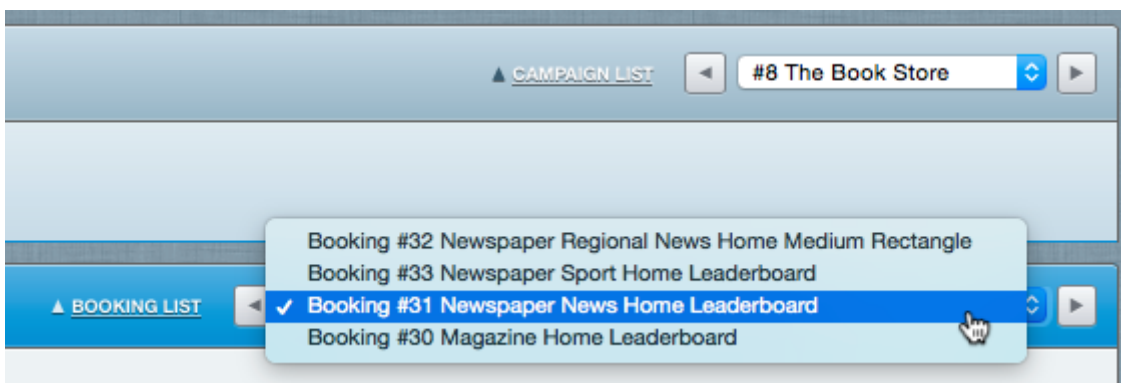 ▲ CAMPAIGN LIST
#8 The Book Store
Booking #32 Newspaper Regional News Home Medium Rectangle
Booking #33 Newspaper Sport Home Leaderboard
▲ BOOKING LIST
✓ Booking #31 Newspaper News Home Leaderboard
Booking #30 Magazine Home Leaderboard